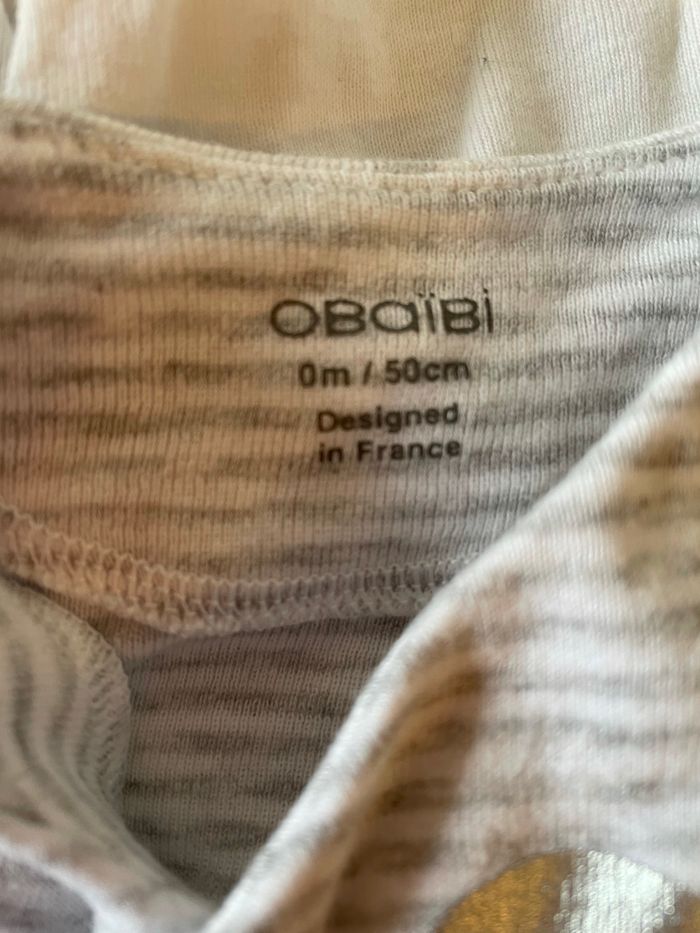 OBaïBi
0m / 50cm
Designed
in France